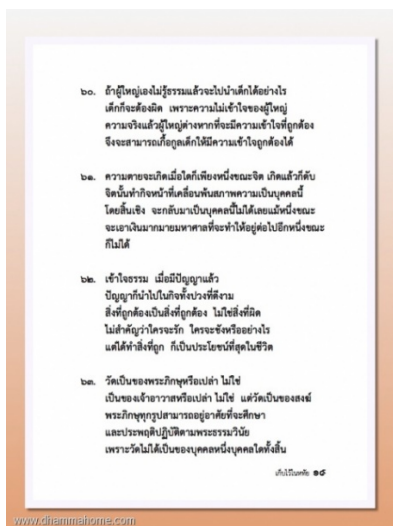 ๖๐. ถ้าผู้ใหญ่เองไม่รู้ธรรมแล้วจะไปนำเด็กได้อย่างไร
เด็กก็จะต้องผิด เพราะความไม่เข้าใจของผู้ใหญ่
ความจริงแล้วผู้ใหญ่ต่างหากที่จะมีความเข้าใจที่ถูกต้อง
จึงจะสามารถเกื้อกูลเด็กให้มีความเข้าใจถูกต้องได้
๖๑. ความตายจะเกิดเมื่อใดก็เพียงหนึ่งขณะจิต เกิดแล้วก็ดับ
จิตนั้นทำกิจหน้าที่เคลื่อนพ้นสภาพความเป็นบุคคลนี้
โดยสิ้นเชิง จะกลับมาเป็นบุคคลนี้ไม่ได้เลยแม้หนึ่งขณะ
จะเอาเงินมากมายมหาศาลที่จะทำให้อยู่ต่อไปอีกหนึ่งขณะ
ก็ไม่ได้
๖๒. เข้าใจธรรม เมื่อมีปัญญาแล้ว
ปัญญาก็นำไปในกิจทั้งปวงที่ดีงาม
สิ่งที่ถูกต้องเป็นสิ่งที่ถูกต้อง ไม่ใช่สิ่งที่ผิด
ไม่สำคัญว่าใครจะรัก ใครจะชังหรืออย่างไร
แต่ได้ทำสิ่งที่ถูก ก็เป็นประโยชน์ที่สุดในชีวิต
๖๓. วัดเป็นของพระภิกษุหรือเปล่า ไม่ใช่
เป็นของเจ้าอาวาสหรือเปล่า ไม่ใช่ แต่วัดเป็นของสงฆ์
พระภิกษุทุกรูปสามารถอยู่อาศัยที่จะศึกษา
และประพฤติปฏิบัติตามพระธรรมวินัย
เพราะวัดไม่ได้เป็นของบุคคลหนึ่งบุคคลใดทั้งสิ้น
เก็บไว้ในหทัย ๑๘
www.dhammahome.com